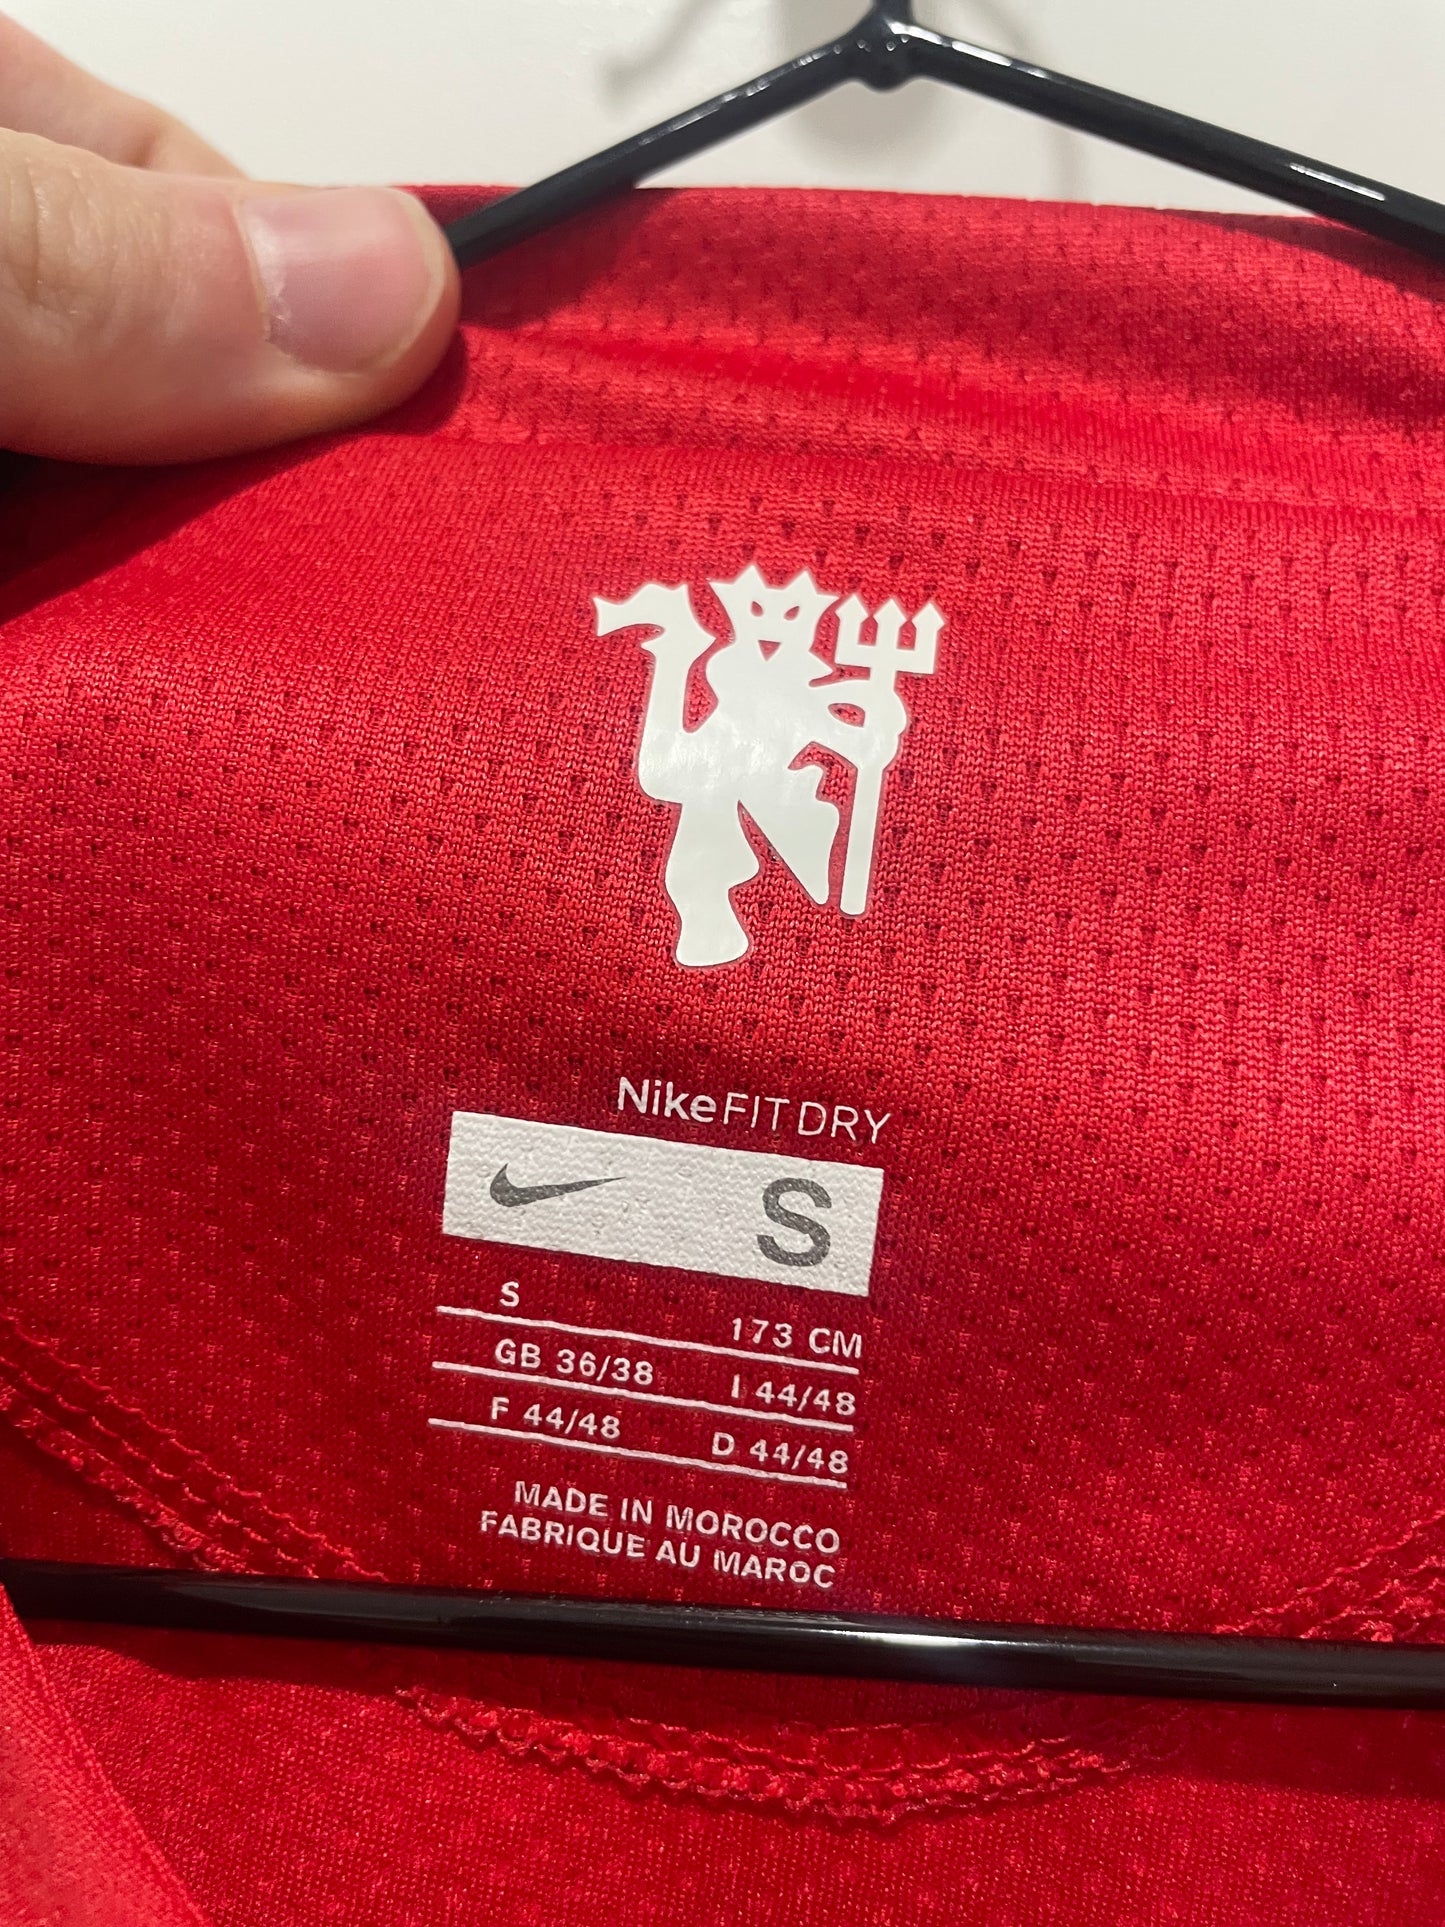 NikeFIT DRY
S
S 173 CM
GB 36/38 I 44/48
F 44/48 D 44/48
MADE IN MOROCCO
FABRIQUE AU MAROC